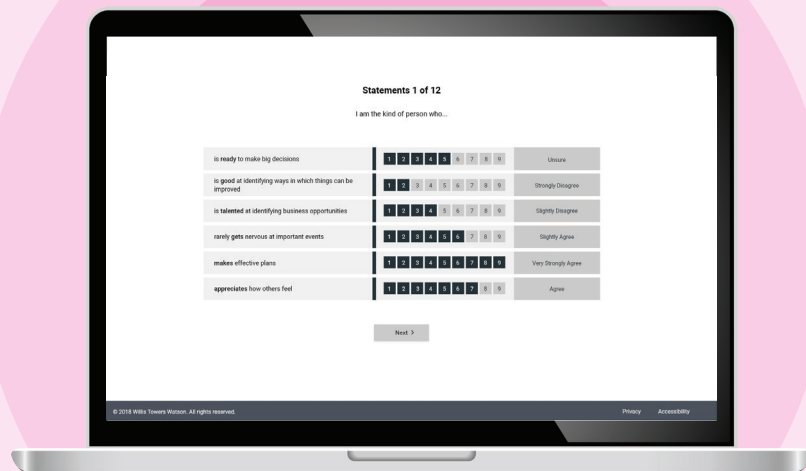 Statements 1 of 12
I am the kind of person who...
is ready to make big decisions
1 2 3 4 5 6 7 8 9
Unsure
is good at identifying ways in which things can be
improved
1 2 3 4 5 6 7 8 9
Strongly Disagree
is talented at identifying business opportunities
1 2 3 4 5 6 7 8 9
Slightly Disagree
rarely gets nervous at important events
1 2 3 4 5 6 7 8 9
Slightly Agree
makes effective plans
1 2 3 4 5 6 7 8 9
Very Strongly Agree
appreciates how others feel
1 2 3 4 5 6 7 8 9
Agree
Next >
© 2018 Willis Towers Watson. All rights reserved.
Privacy Accessibility